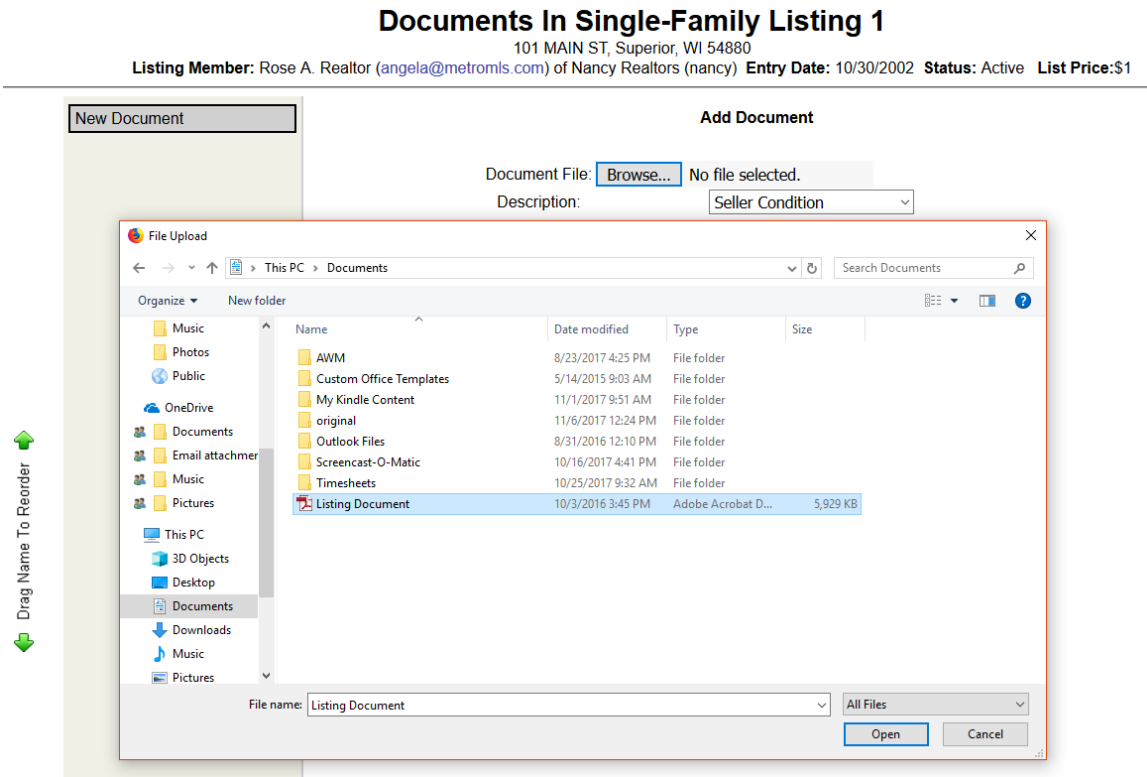 Documents In Single-Family Listing 1
101 MAIN ST, Superior, WI 54880
Listing Member: Rose A. Realtor (angela@metromls.com) of Nancy Realtors (nancy) Entry Date: 10/30/2002 Status: Active List Price:$1
New Document
Add Document
Document File: Browse... No file selected.
Description: Seller Condition
File Upload
This PC > Documents
Search Documents
Organize New folder
Music
Photos
Public
OneDrive
Documents
Email attachmer
Music
Pictures
This PC
3D Objects
Desktop
Documents
Downloads
Music
Pictures
Name Date modified Type Size
AWM 8/23/2017 4:25 PM File folder
Custom Office Templates 5/14/2015 9:03 AM File folder
My Kindle Content 11/1/2017 9:51 AM File folder
original 11/6/2017 12:24 PM File folder
Outlook Files 8/31/2016 12:10 PM File folder
Screencast-O-Matic 10/16/2017 4:41 PM File folder
Timesheets 10/25/2017 9:32 AM File folder
Listing Document 10/3/2016 3:45 PM Adobe Acrobat D... 5,929 KB
Drag Name To Reorder
File name: Listing Document
All Files
Open Cancel